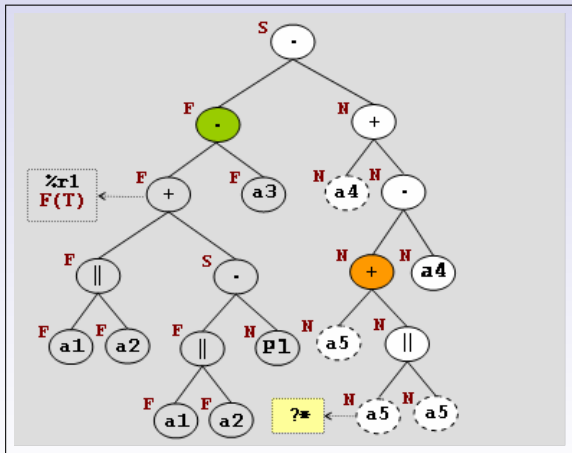 S
-
F
-
N
+
%r1
F(T)
F
+
F
a3
N
a4
N
-
F
||
S
-
N
+
N
a4
F
a1
F
a2
F
||
N
P1
N
a5
N
||
F
a1
F
a2
?*
N
a5
N
a5